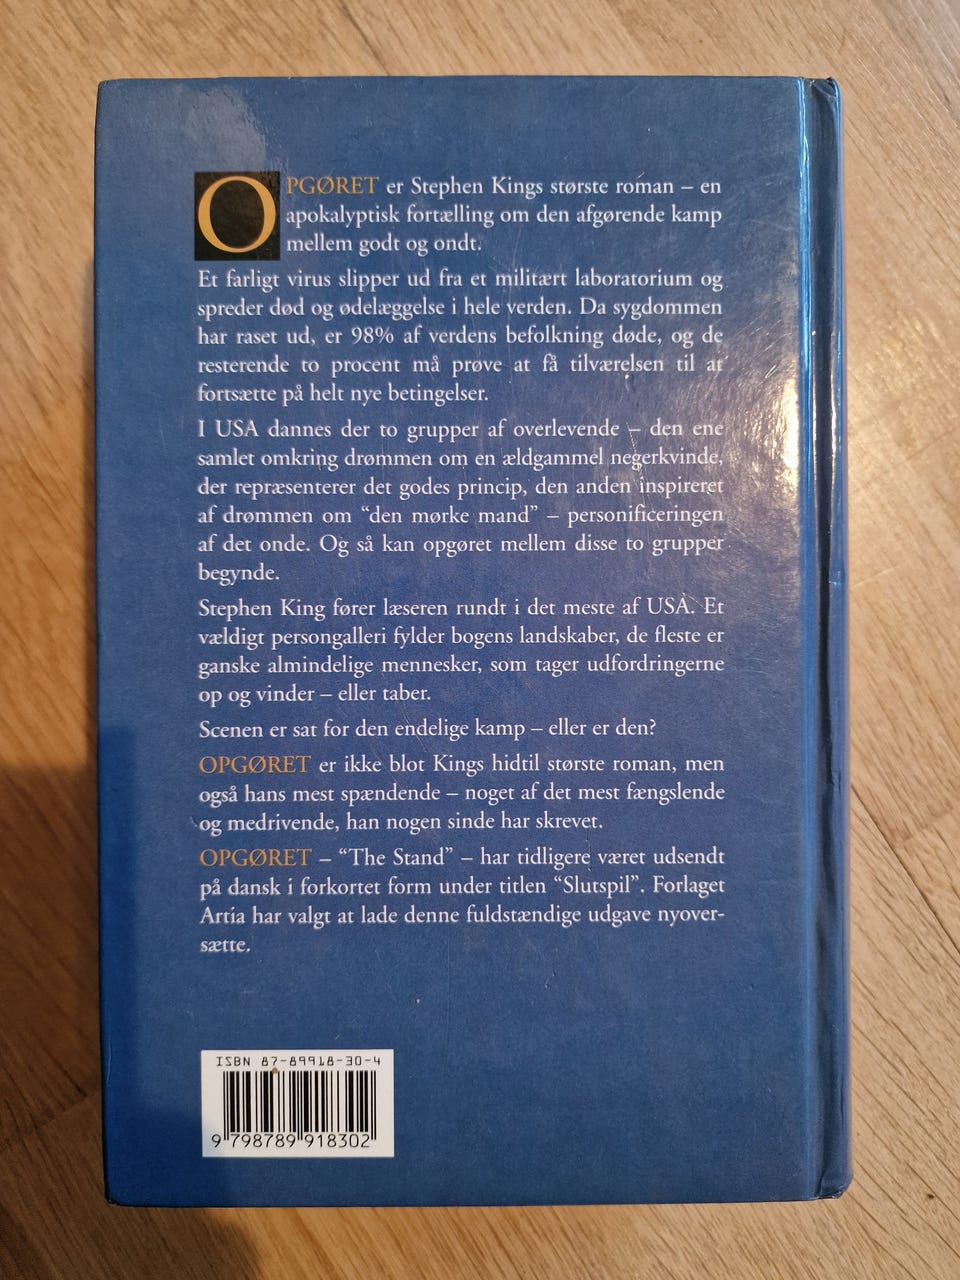 OPGØRET er Stephen Kings største roman – en
apokalyptisk fortælling om den afgørende kamp
mellem godt og ondt.
Et farligt virus slipper ud fra et militært laboratorium og
spreder død og ødelæggelse i hele verden. Da sygdommen
har raset ud, er 98% af verdens befolkning døde, og de
resterende to procent må prøve at få tilværelsen til at
fortsætte på helt nye betingelser.
I USA dannes der to grupper af overlevende – den ene
samlet omkring drømmen om en ældgammel negerkvinde,
der repræsenterer det godes princip, den anden inspireret
af drømmen om “den mørke mand” – personificeringen
af det onde. Og så kan opgøret mellem disse to grupper
begynde.
Stephen King fører læseren rundt i det meste af USA. Et
vældigt persongalleri fylder bogens landskaber, de fleste er
ganske almindelige mennesker, som tager udfordringerne
op og vinder – eller taber.
Scenen er sat for den endelige kamp – eller er den?
OPGØRET er ikke blot Kings hidtil største roman, men
også hans mest spændende – noget af det mest fængslende
og medrivende, han nogen sinde har skrevet.
OPGØRET – “The Stand” – har tidligere været udsendt
på dansk i forkortet form under titlen “Slutspil”. Forlaget
Artia har valgt at lade denne fuldstændige udgave nyover-
sætte.
ISBN 87-89918-30-4
9 798789 918302